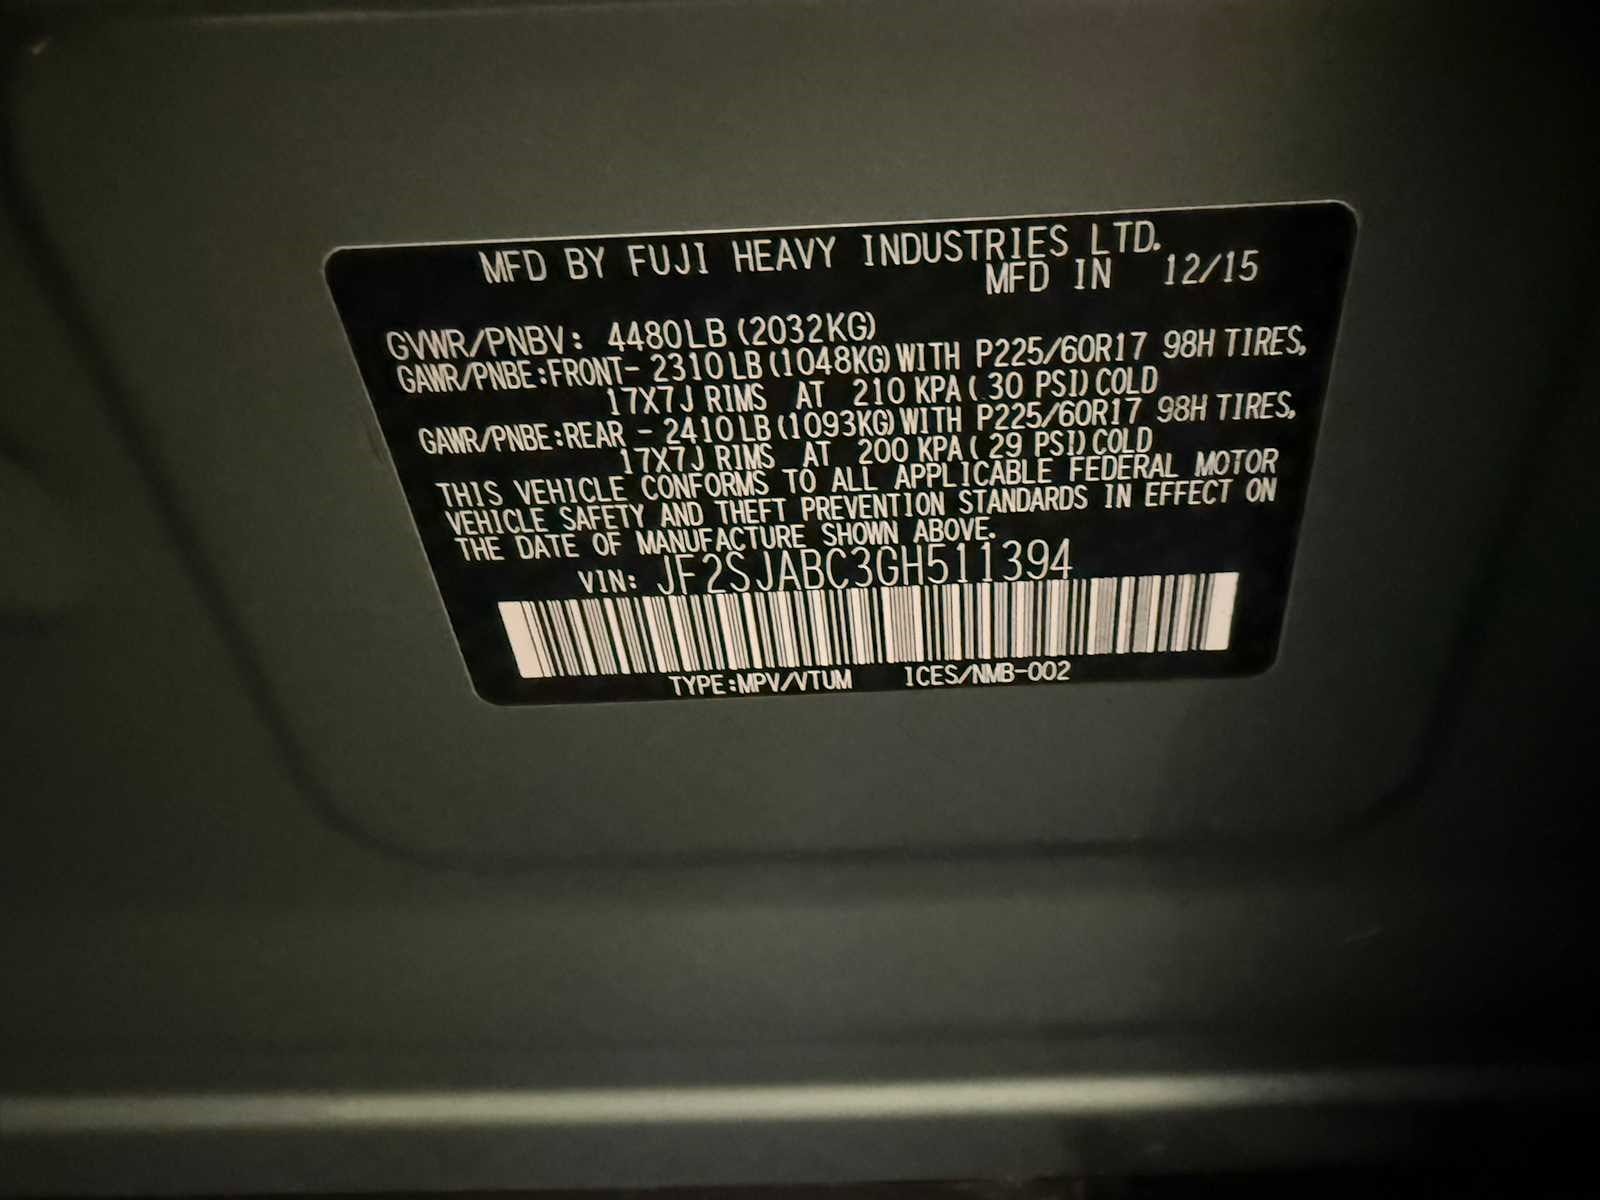 MFD BY FUJI HEAVY INDUSTRIES LTD.
MFD IN 12/15
GVWR/PNBV: 4480LB(2032KG)
GAWR/PNBE:FRONT- 2310LB(1048KG)WITH P225/60R17 98H TIRES,
17X7J RIMS AT 210 KPA( 30 PSI)COLD
GAWR/PNBE:REAR - 2410LB(1093KG)WITH P225/60R17 98H TIRES,
17X7J RIMS AT 200 KPA( 29 PSI)COLD
THIS VEHICLE CONFORMS TO ALL APPLICABLE FEDERAL MOTOR
VEHICLE SAFETY AND THEFT PREVENTION STANDARDS IN EFFECT ON
THE DATE OF MANUFACTURE SHOWN ABOVE.
VIN: JF2SJABC3GH511394
TYPE:MPV/VTUM ICES/NMB-002